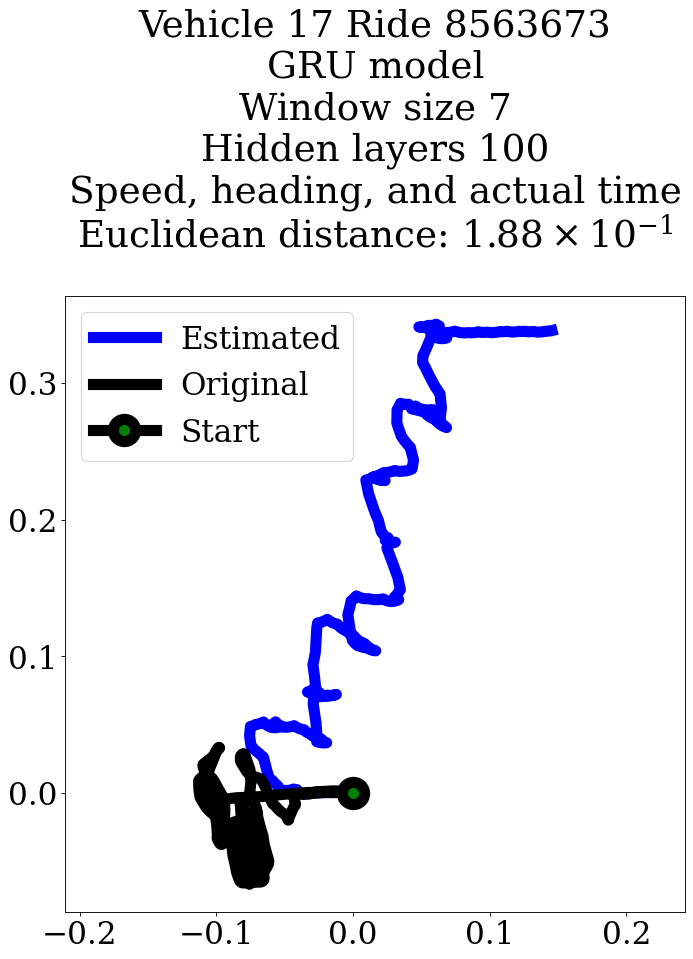 Vehicle 17 Ride 8563673
GRU model
Window size 7
Hidden layers 100
Speed, heading, and actual time
Euclidean distance: 1.88 × 10⁻¹
Estimated
Original
Start
0.3
0.2
0.1
0.0
−0.2 −0.1 0.0 0.1 0.2